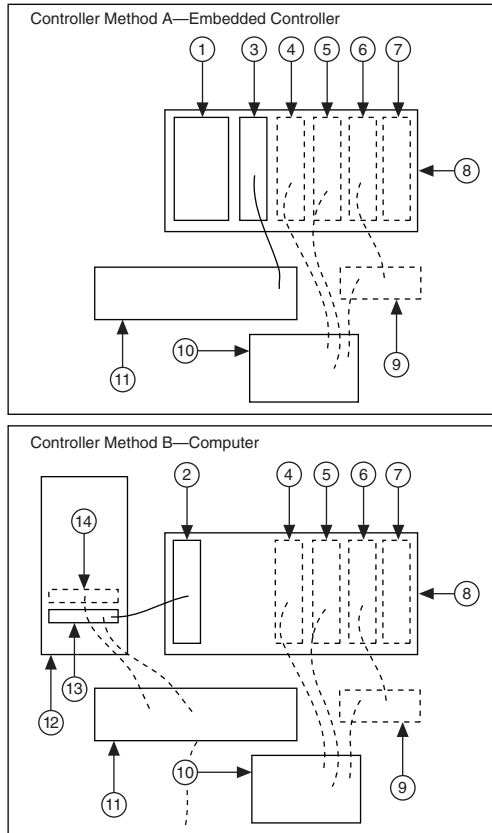 Controller Method A—Embedded Controller
1 3 4 5 6 7
8
11
10
9
Controller Method B—Computer
2 4 5 6 7
14
8
13
12
11
10
9